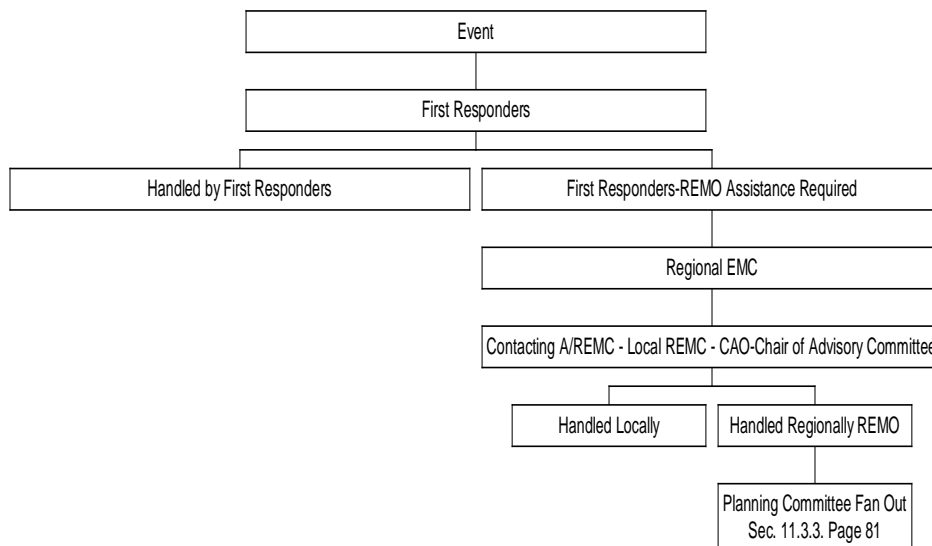 Event
First Responders
Handled by First Responders
First Responders-REMO Assistance Required
Regional EMC
Contacting A/REMC - Local REMC - CAO-Chair of Advisory Committee
Handled Locally
Handled Regionally REMO
Planning Committee Fan Out
Sec. 11.3.3. Page 81